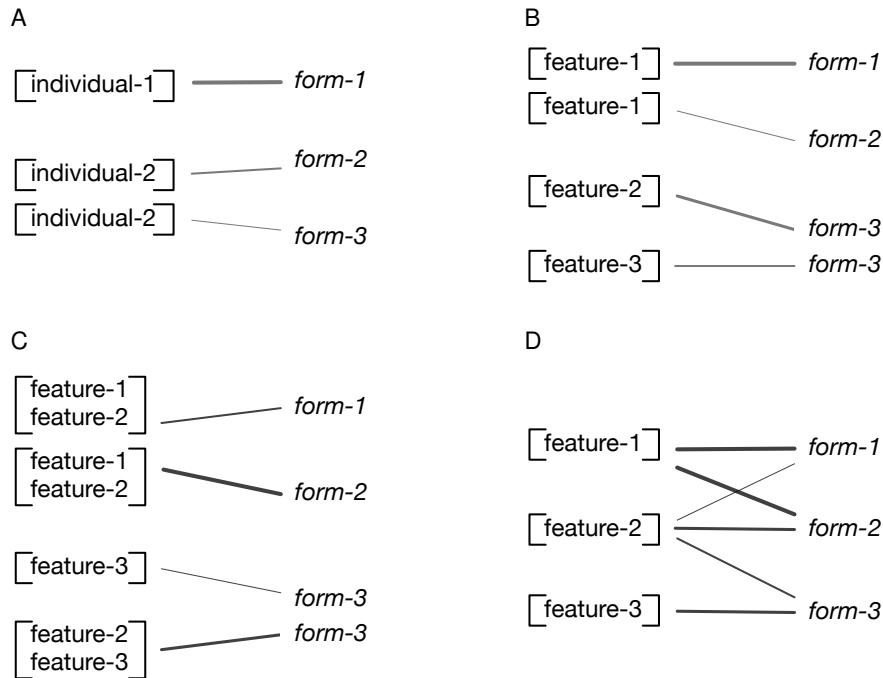 A
[individual-1] form-1
[individual-2] form-2
[individual-2] form-3
B
[feature-1] form-1
[feature-1] form-2
[feature-2] form-3
[feature-3] form-3
C
[feature-1
feature-2] form-1
[feature-1
feature-2] form-2
[feature-3] form-3
[feature-2
feature-3] form-3
D
[feature-1] form-1
[feature-2] form-2
[feature-3] form-3